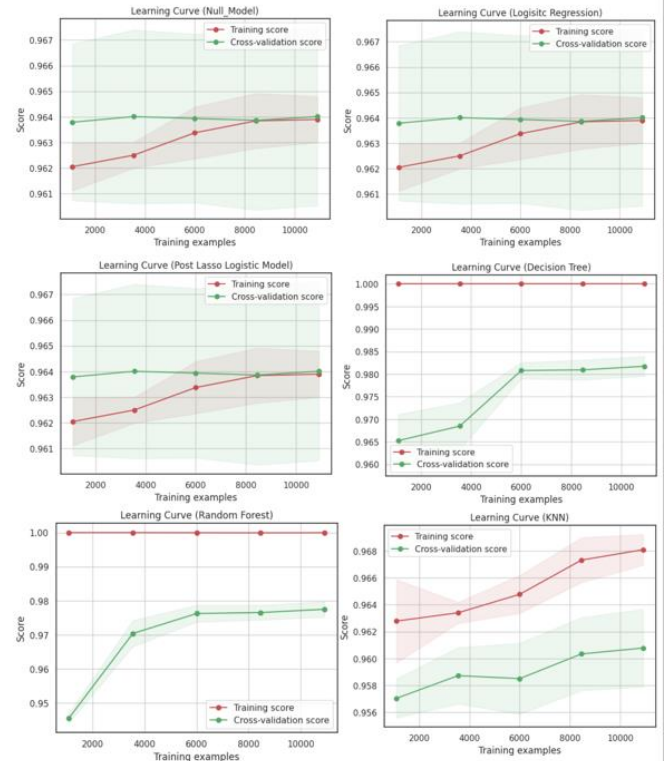 Learning Curve (Null_Model)
0.967
0.966
0.965
0.964
0.963
0.962
0.961
Score
Training score
Cross-validation score
2000 4000 6000 8000 10000
Training examples
Learning Curve (Logisitc Regression)
0.967
0.966
0.965
0.964
0.963
0.962
0.961
Score
Training score
Cross-validation score
2000 4000 6000 8000 10000
Training examples
Learning Curve (Post Lasso Logistic Model)
0.967
0.966
0.965
0.964
0.963
0.962
0.961
Score
Training score
Cross-validation score
2000 4000 6000 8000 10000
Training examples
Learning Curve (Decision Tree)
1.000
0.995
0.990
0.985
0.980
0.975
0.970
0.965
0.960
Score
Training score
Cross-validation score
2000 4000 6000 8000 10000
Training examples
Learning Curve (Random Forest)
1.00
0.99
0.98
0.97
0.96
0.95
Score
Training score
Cross-validation score
2000 4000 6000 8000 10000
Training examples
Learning Curve (KNN)
0.968
0.966
0.964
0.962
0.960
0.958
0.956
Score
Training score
Cross-validation score
2000 4000 6000 8000 10000
Training examples